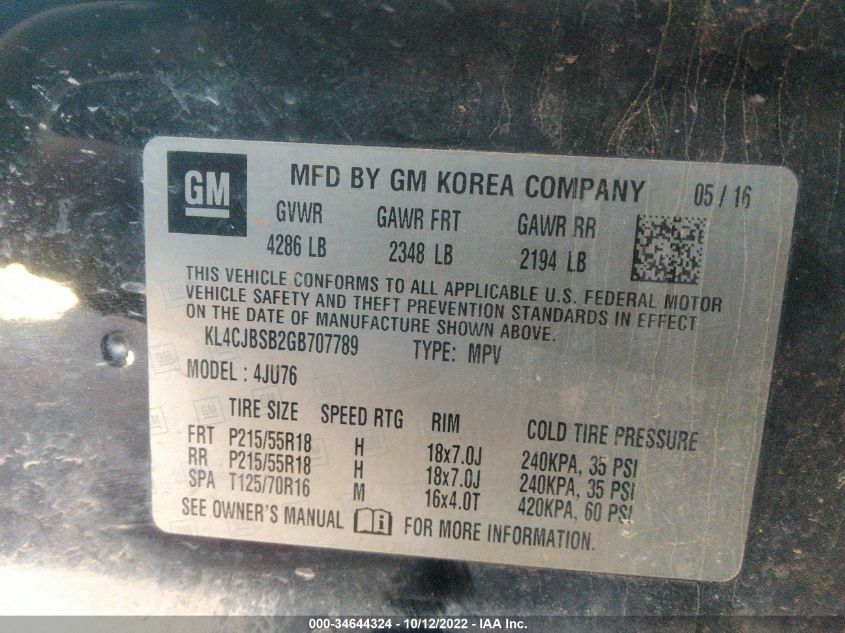 GM
MFD BY GM KOREA COMPANY 05 / 16
GVWR GAWR FRT GAWR RR
4286 LB 2348 LB 2194 LB
THIS VEHICLE CONFORMS TO ALL APPLICABLE U.S. FEDERAL MOTOR
VEHICLE SAFETY AND THEFT PREVENTION STANDARDS IN EFFECT
ON THE DATE OF MANUFACTURE SHOWN ABOVE.
KL4CJBSB2GB707789 TYPE: MPV
MODEL : 4JU76
TIRE SIZE SPEED RTG RIM COLD TIRE PRESSURE
FRT P215/55R18 H 18x7.0J 240KPA, 35 PSI
RR P215/55R18 H 18x7.0J 240KPA, 35 PSI
SPA T125/70R16 M 16x4.0T 420KPA, 60 PSI
SEE OWNER'S MANUAL FOR MORE INFORMATION.
000-34644324 - 10/12/2022 - IAA Inc.